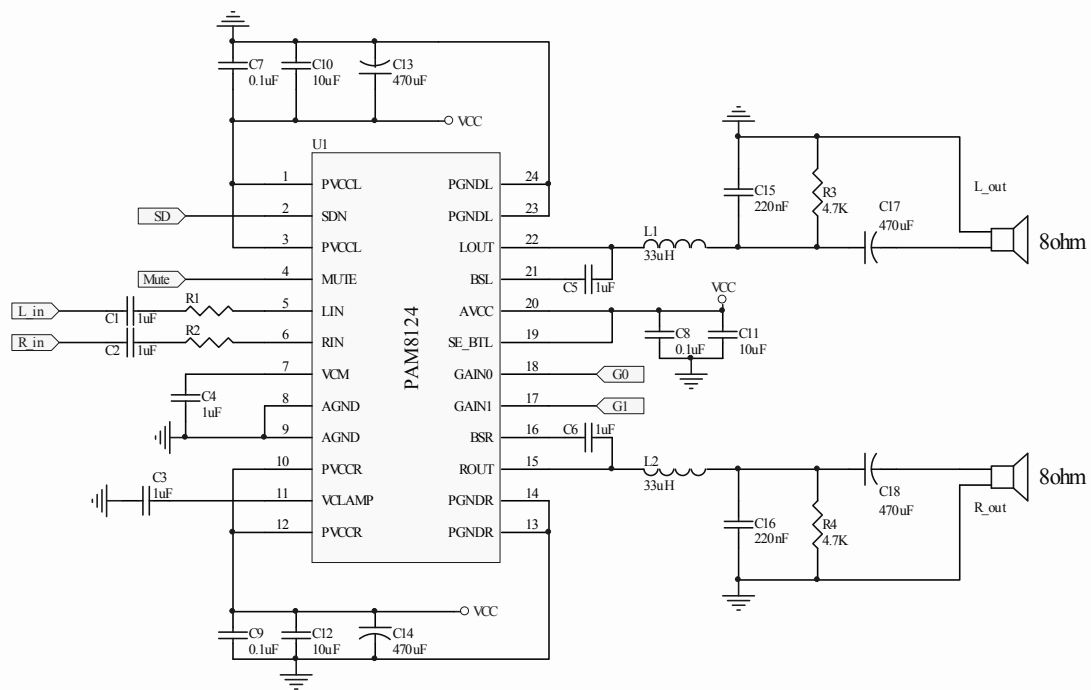 C7
0.1uF
C10
10uF
C13
470uF
VCC
U1
PAM8124
1
PVCCL
2
SDN
3
PVCCL
4
MUTE
5
LIN
6
RIN
7
VCM
8
AGND
9
AGND
10
PVCCR
11
VCLAMP
12
PVCCR
24
PGNDL
23
PGNDL
22
LOUT
21
BSL
20
AVCC
19
SE_BTL
18
GAIN0
17
GAIN1
16
BSR
15
ROUT
14
PGNDR
13
PGNDR
SD
Mute
L_in
R_in
C1
1uF
R1
C2
1uF
R2
C4
1uF
C3
1uF
C5
1uF
L1
33uH
C15
220nF
R3
4.7K
C17
470uF
L_out
8ohm
VCC
C8
0.1uF
C11
10uF
G0
G1
C6
1uF
L2
33uH
C16
220nF
R4
4.7K
C18
470uF
R_out
8ohm
VCC
C9
0.1uF
C12
10uF
C14
470uF